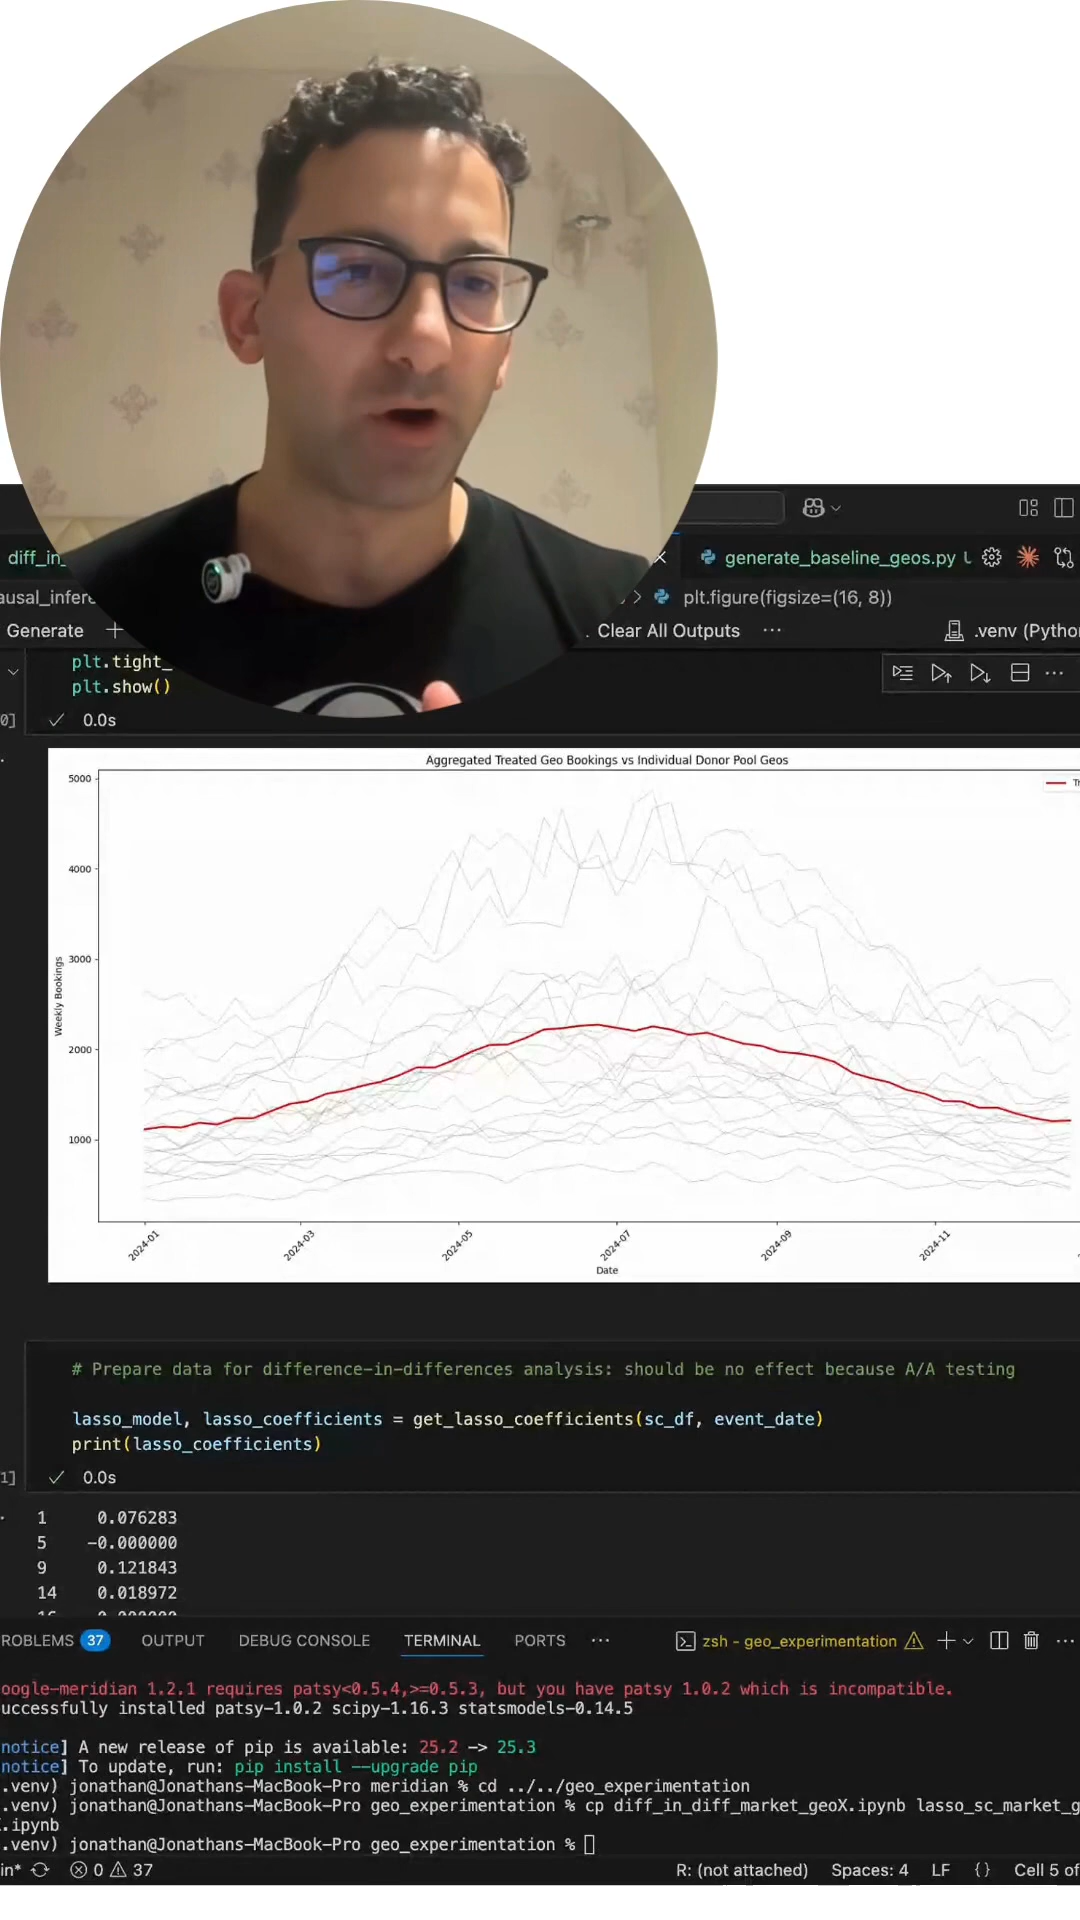 diff_in_
generate_baseline_geos.py U
ausal_infere
plt.figure(figsize=(16, 8))
Generate
Clear All Outputs ···
.venv (Pytho
plt.tight_
plt.show()
0]
0.0s
Aggregated Treated Geo Bookings vs Individual Donor Pool Geos
5000
4000
3000
2000
1000
Weekly Bookings
2024-01
2024-03
2024-05
2024-07
2024-09
2024-11
Date
# Prepare data for difference-in-differences analysis: should be no effect because A/A testing
lasso_model, lasso_coefficients = get_lasso_coefficients(sc_df, event_date)
print(lasso_coefficients)
1]
0.0s
1 0.076283
5 -0.000000
9 0.121843
14 0.018972
ROBLEMS 37 OUTPUT DEBUG CONSOLE TERMINAL PORTS ··· zsh - geo_experimentation
oogle-meridian 1.2.1 requires patsy<0.5.4,>=0.5.3, but you have patsy 1.0.2 which is incompatible.
uccessfully installed patsy-1.0.2 scipy-1.16.3 statsmodels-0.14.5
notice] A new release of pip is available: 25.2 -> 25.3
notice] To update, run: pip install --upgrade pip
.venv) jonathan@Jonathans-MacBook-Pro meridian % cd ../../geo_experimentation
.venv) jonathan@Jonathans-MacBook-Pro geo_experimentation % cp diff_in_diff_market_geoX.ipynb lasso_sc_market_g
.ipynb
.venv) jonathan@Jonathans-MacBook-Pro geo_experimentation %
in* 0 37 R: (not attached) Spaces: 4 LF {} Cell 5 of